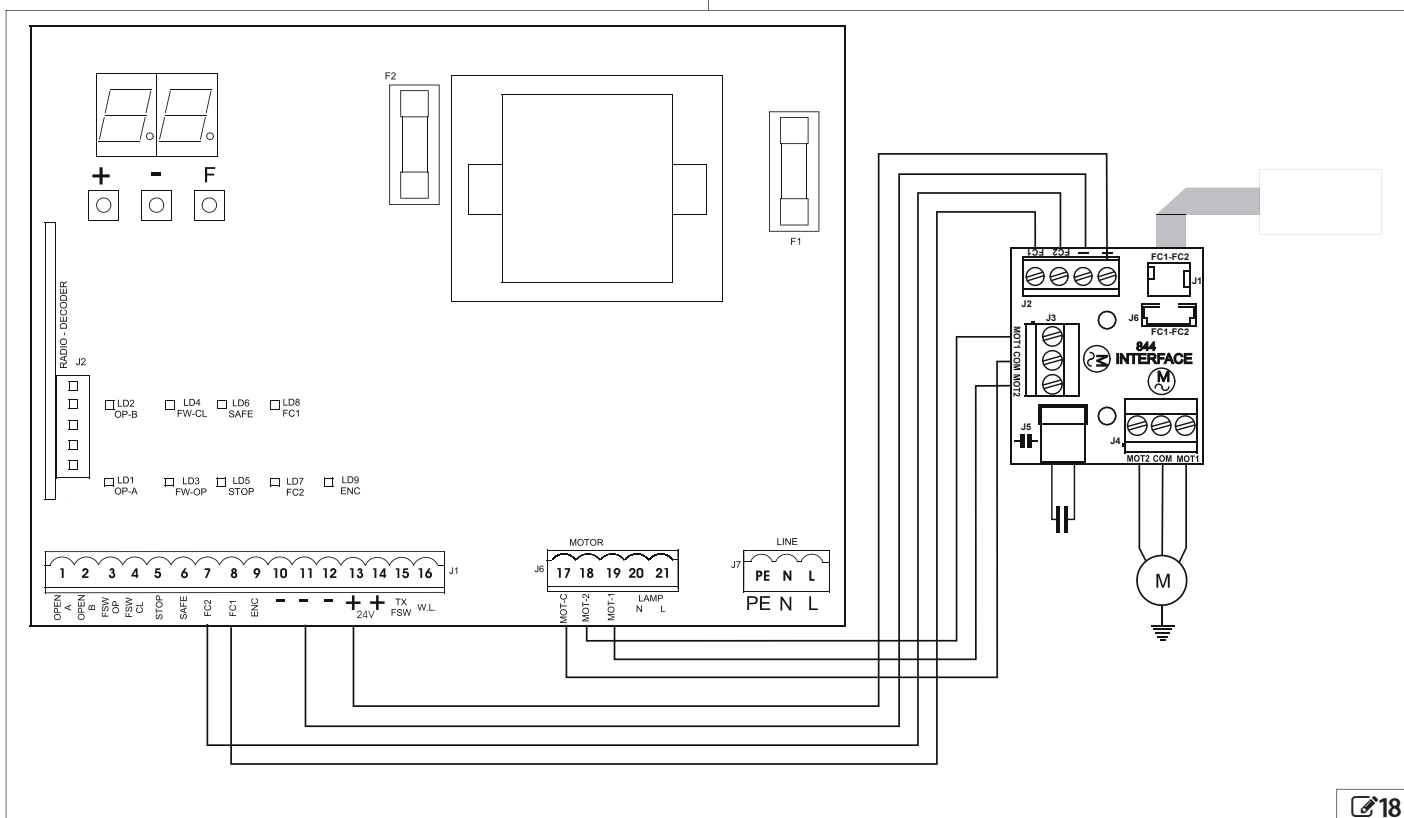 F2
F1
+ - F
RADIO - DECODER
J2
LD2
OP-B
LD4
FW-CL
LD6
SAFE
LD8
FC1
LD1
OP-A
LD3
FW-OP
LD5
STOP
LD7
FC2
LD9
ENC
1 2 3 4 5 6 7 8 9 10 11 12 13 14 15 16
J1
OPEN A
OPEN B
FSW OP
FSW CL
STOP
SAFE
FC2
FC1
ENC
- - -
+ +
24V
TX
FSW
W.L.
MOTOR
J6
17 18 19 20 21
MOT-C
MOT-2
MOT-1
LAMP
N L
LINE
J7
PE N L
PE N L
FC1 FC2 - +
J2
FC1-FC2
J1
J6
FC1-FC2
J3
MOT1 COM MOT2
M
844
INTERFACE
M
J5
J4
MOT2 COM MOT1
M
18